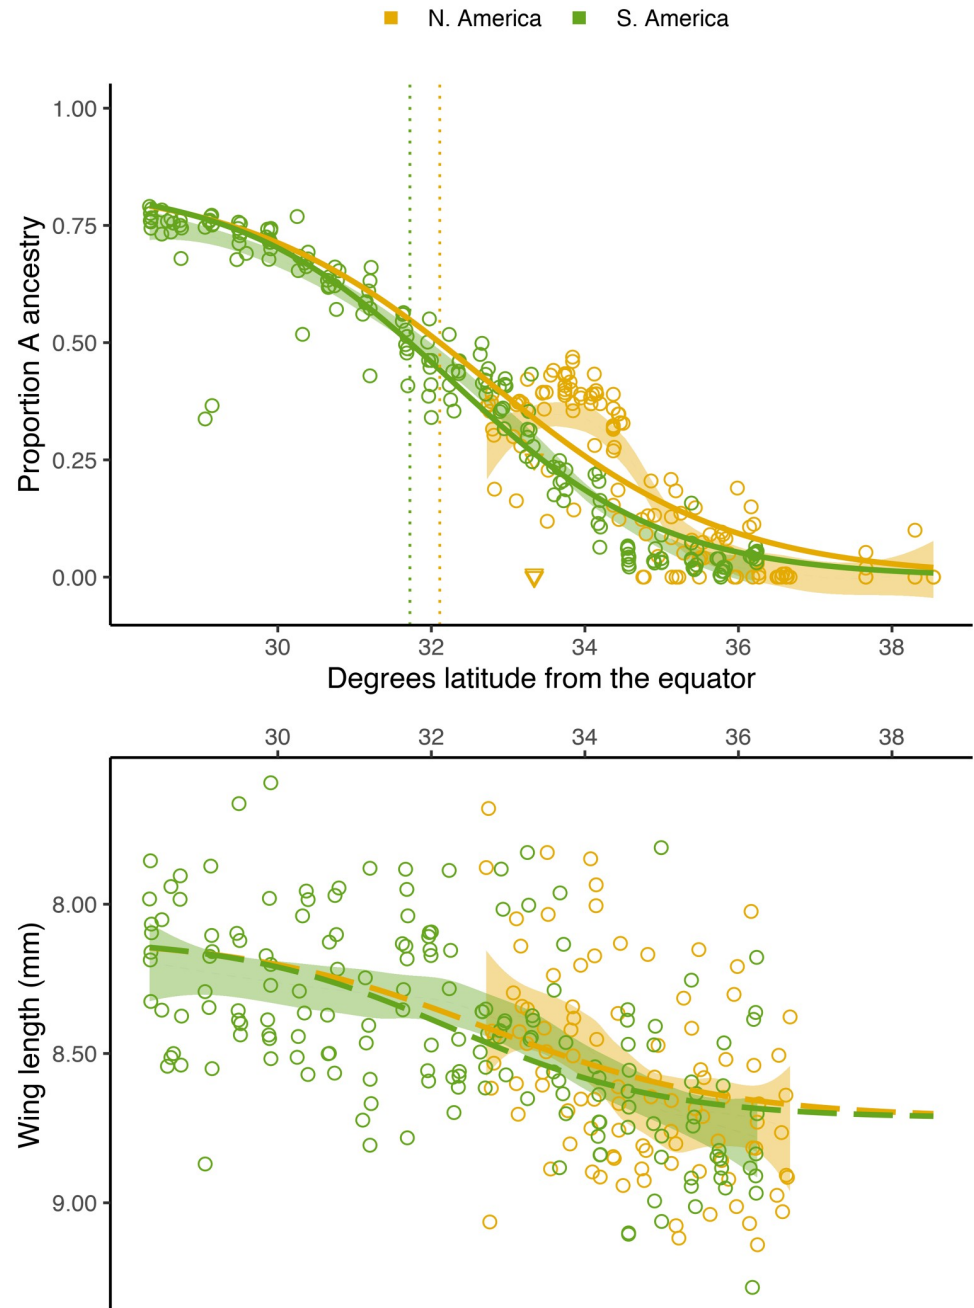 N. America S. America
1.00
0.75
0.50
0.25
0.00
Proportion A ancestry
30 32 34 36 38
Degrees latitude from the equator
30 32 34 36 38
8.00
8.50
9.00
Wing length (mm)